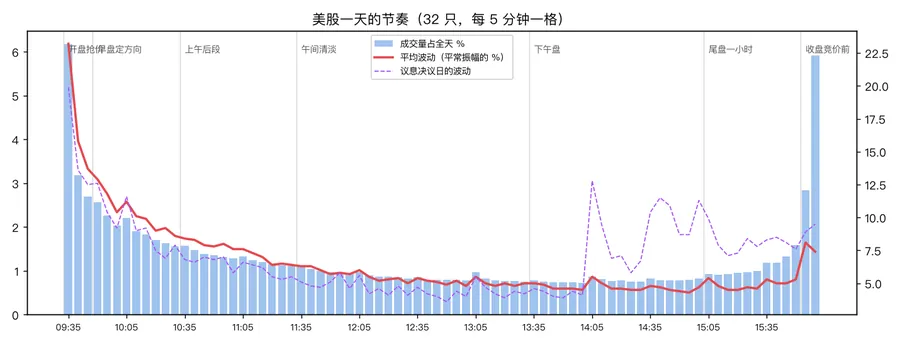 美股一天的节奏（32 只，每 5 分钟一格）
开盘抢价 早盘定方向 上午后段 午间清淡 下午盘 尾盘一小时 收盘竞价前
成交量占全天 %
平均波动（平常振幅的 %）
议息决议日的波动
6
5
4
3
2
1
0
22.5
20.0
17.5
15.0
12.5
10.0
7.5
5.0
09:35 10:05 10:35 11:05 11:35 12:05 12:35 13:05 13:35 14:05 14:35 15:05 15:35